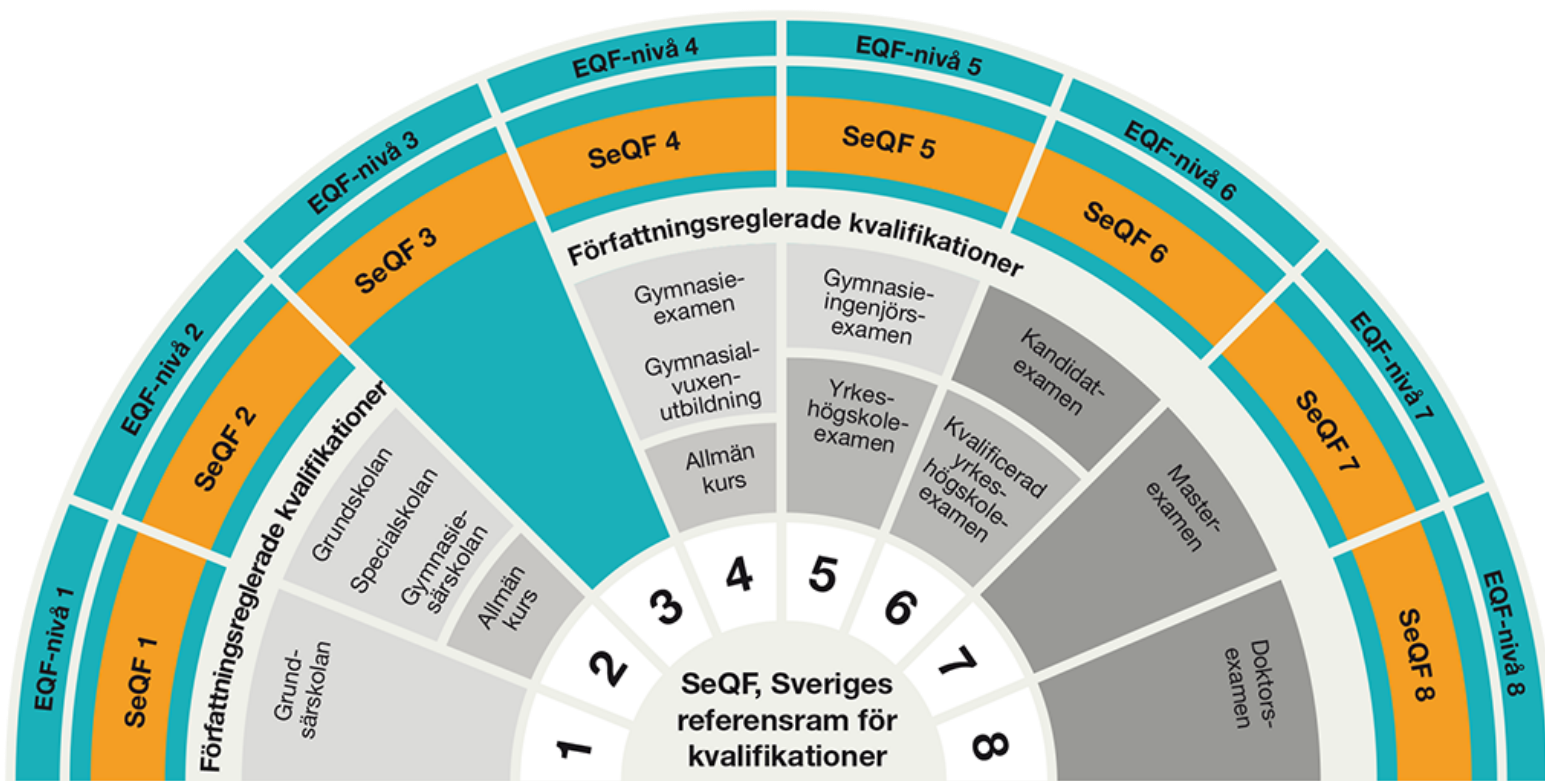 EQF-nivå 1
EQF-nivå 2
EQF-nivå 3
EQF-nivå 4
EQF-nivå 5
EQF-nivå 6
EQF-nivå 7
EQF-nivå 8
SeQF 1
SeQF 2
SeQF 3
SeQF 4
SeQF 5
SeQF 6
SeQF 7
SeQF 8
Författningsreglerade kvalifikationer
Författningsreglerade kvalifikationer
Grund-
särskolan
Grundskolan
Specialskolan
Gymnasie-
särskolan
Allmän
kurs
Gymnasie-
examen
Gymnasial-
vuxen-
utbildning
Allmän
kurs
Gymnasie-
ingenjörs-
examen
Yrkes-
högskole-
examen
Kandidat-
examen
Kvalificerad
yrkes-
högskole-
examen
Master-
examen
Doktors-
examen
1
2
3
4
5
6
7
8
SeQF, Sveriges
referensram för
kvalifikationer